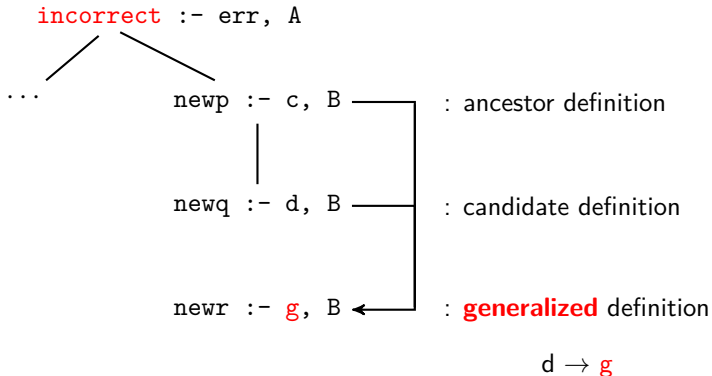 incorrect :- err, A
...
newp :- c, B : ancestor definition
newq :- d, B : candidate definition
newr :- g, B : generalized definition
d → g